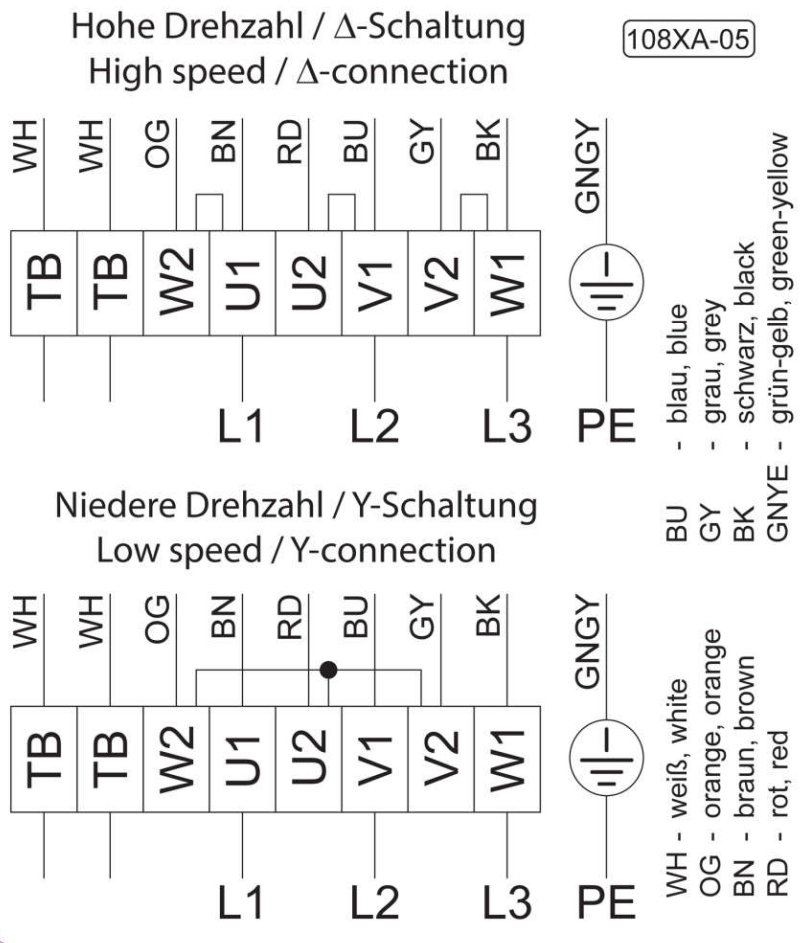 Hohe Drehzahl / Δ-Schaltung
High speed / Δ-connection
108XA-05
WH WH OG BN RD BU GY BK GNGY
TB TB W2 U1 U2 V1 V2 W1
L1 L2 L3 PE
Niedere Drehzahl / Y-Schaltung
Low speed / Y-connection
WH WH OG BN RD BU GY BK GNGY
TB TB W2 U1 U2 V1 V2 W1
L1 L2 L3 PE
BU - blau, blue
GY - grau, grey
BK - schwarz, black
GNYE - grün-gelb, green-yellow
WH - weiß, white
OG - orange, orange
BN - braun, brown
RD - rot, red